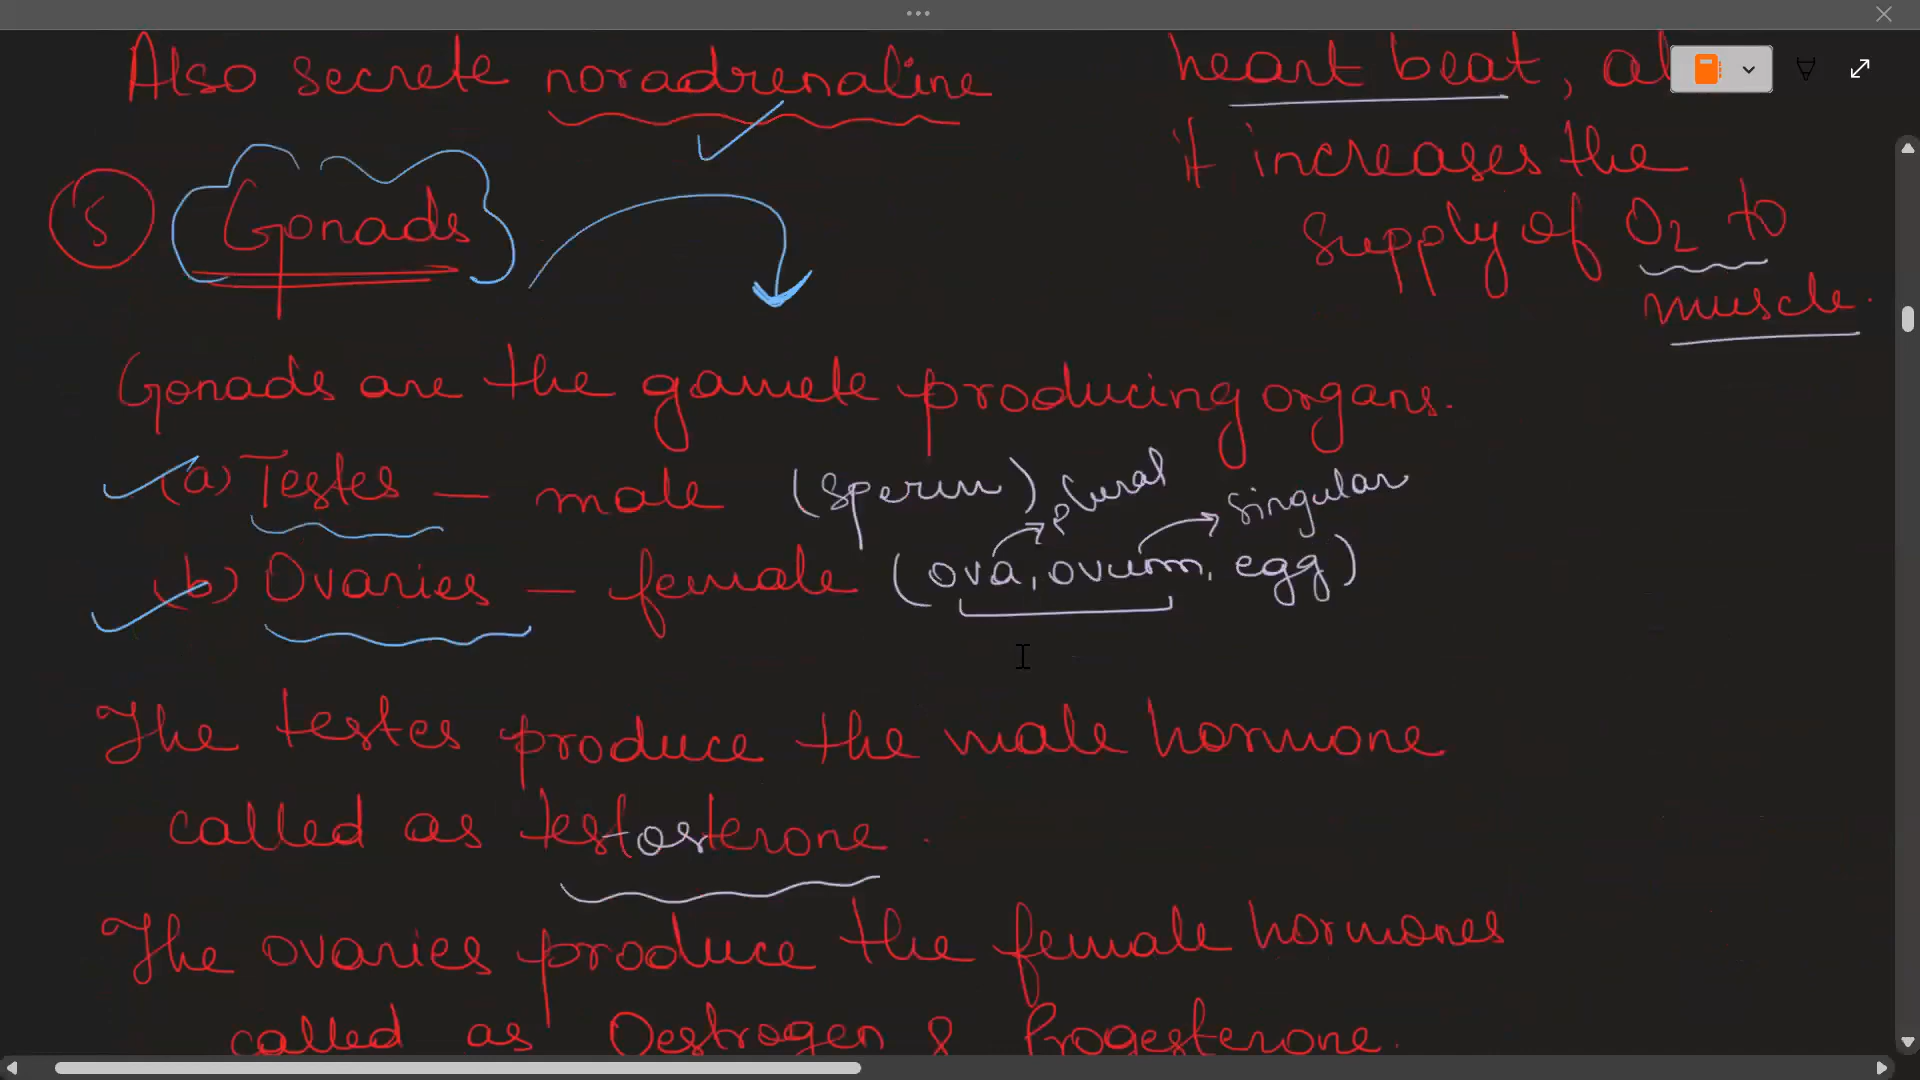 Also secrete noradrenaline
heart beat,
it increases the
supply of O2 to
muscle.
5 Gonads
Gonads are the gamete producing organs.
(a) Testes — male (sperm) plural singular
(b) Ovaries — female (ova, ovum, egg)
The testes produce the male hormone
called as testosterone.
The ovaries produce the female hormones
called as Oestrogen & Progesterone.